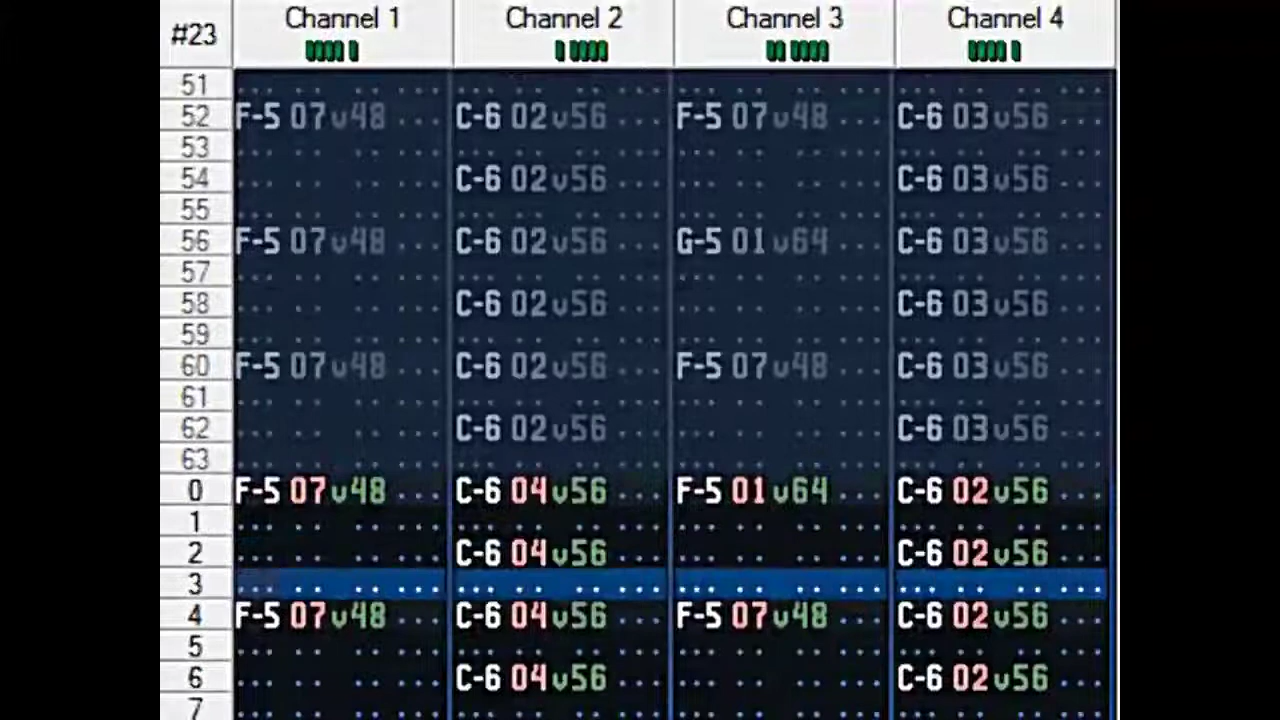 #23 Channel 1 Channel 2 Channel 3 Channel 4
51 ... .. .. ... ... .. .. ... ... .. .. ... ... .. .. ...
52 F-5 07 v48 ... C-6 02 v56 ... F-5 07 v48 ... C-6 03 v56 ...
53 ... .. .. ... ... .. .. ... ... .. .. ... ... .. .. ...
54 ... .. .. ... C-6 02 v56 ... ... .. .. ... C-6 03 v56 ...
55 ... .. .. ... ... .. .. ... ... .. .. ... ... .. .. ...
56 F-5 07 v48 ... C-6 02 v56 ... G-5 01 v64 ... C-6 03 v56 ...
57 ... .. .. ... ... .. .. ... ... .. .. ... ... .. .. ...
58 ... .. .. ... C-6 02 v56 ... ... .. .. ... C-6 03 v56 ...
59 ... .. .. ... ... .. .. ... ... .. .. ... ... .. .. ...
60 F-5 07 v48 ... C-6 02 v56 ... F-5 07 v48 ... C-6 03 v56 ...
61 ... .. .. ... ... .. .. ... ... .. .. ... ... .. .. ...
62 ... .. .. ... C-6 02 v56 ... ... .. .. ... C-6 03 v56 ...
63 ... .. .. ... ... .. .. ... ... .. .. ... ... .. .. ...
0 F-5 07 v48 ... C-6 04 v56 ... F-5 01 v64 ... C-6 02 v56 ...
1 ... .. .. ... ... .. .. ... ... .. .. ... ... .. .. ...
2 ... .. .. ... C-6 04 v56 ... ... .. .. ... C-6 02 v56 ...
3 ... .. .. ... ... .. .. ... ... .. .. ... ... .. .. ...
4 F-5 07 v48 ... C-6 04 v56 ... F-5 07 v48 ... C-6 02 v56 ...
5 ... .. .. ... ... .. .. ... ... .. .. ... ... .. .. ...
6 ... .. .. ... C-6 04 v56 ... ... .. .. ... C-6 02 v56 ...
7 ... .. .. ... ... .. .. ... ... .. .. ... ... .. .. ...